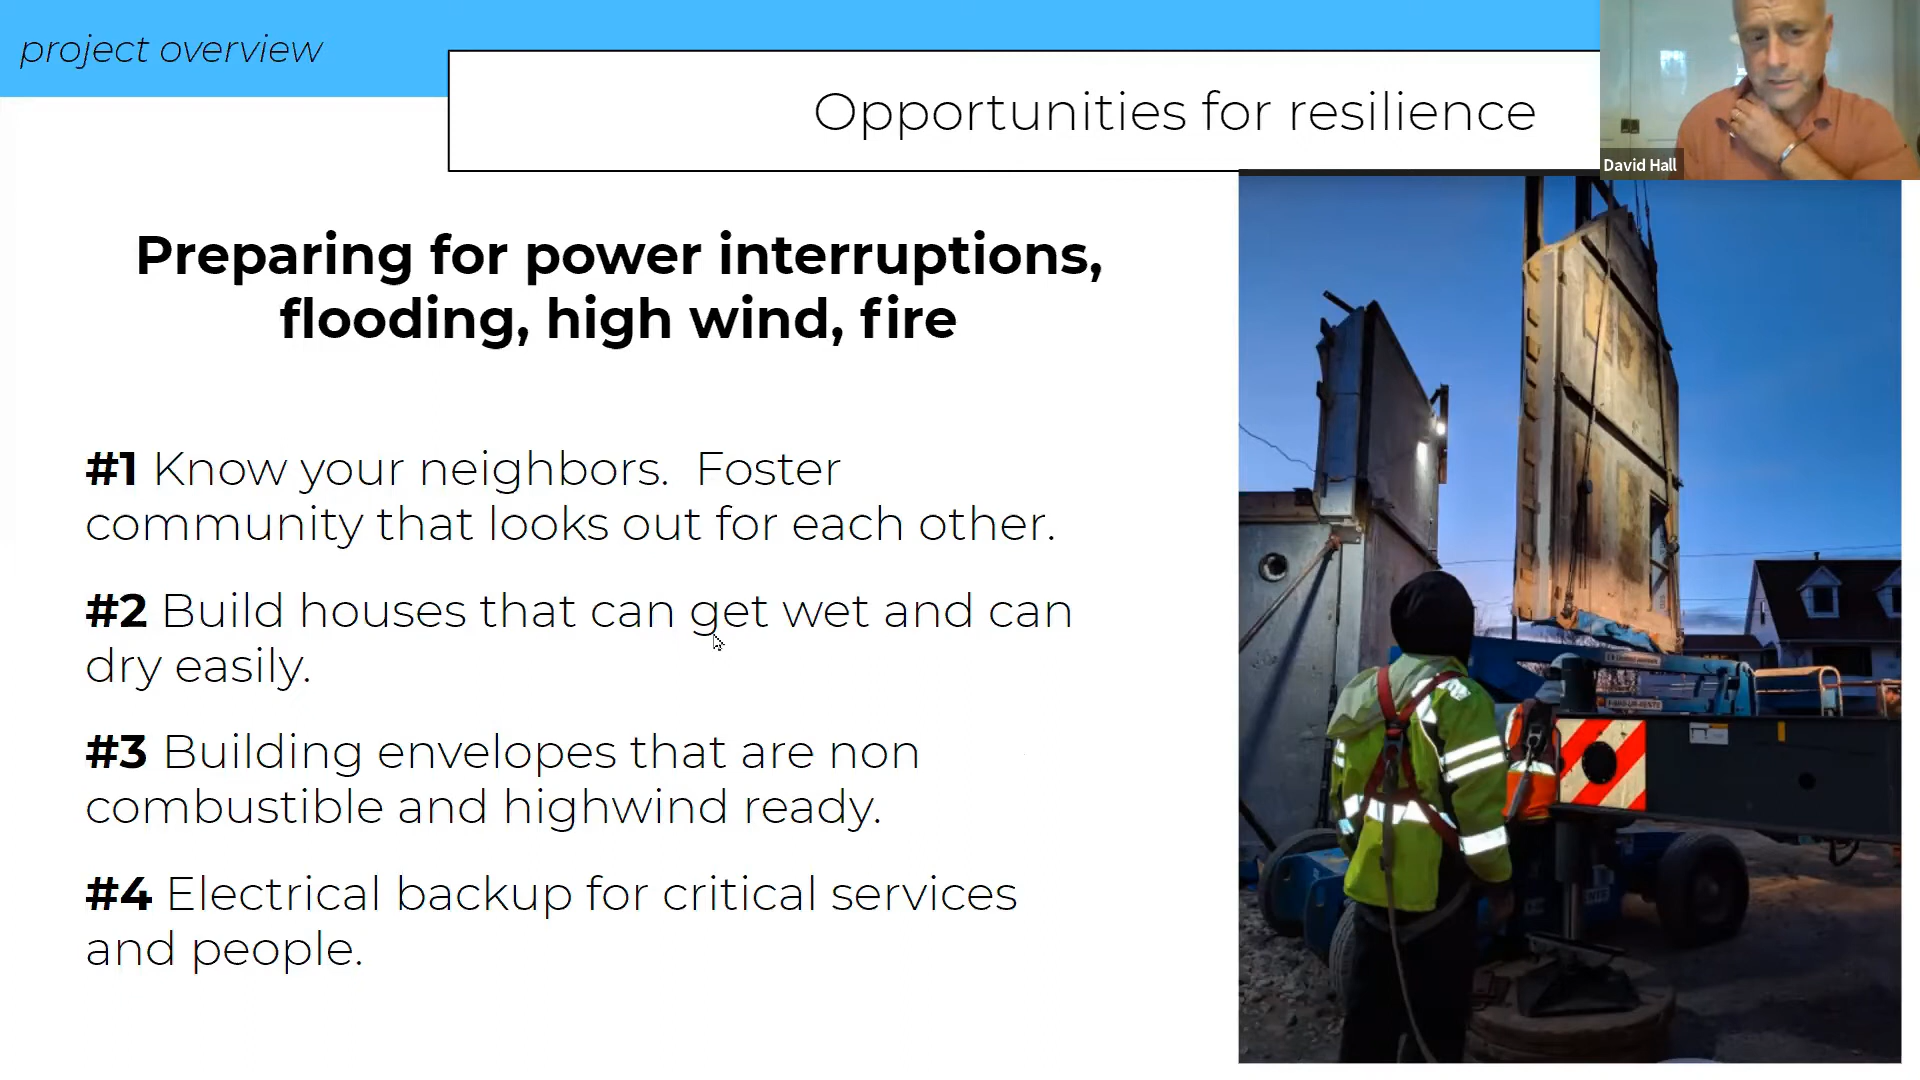 project overview
Opportunities for resilience
David Hall
Preparing for power interruptions,
flooding, high wind, fire
#1 Know your neighbors. Foster
community that looks out for each other.
#2 Build houses that can get wet and can
dry easily.
#3 Building envelopes that are non
combustible and highwind ready.
#4 Electrical backup for critical services
and people.